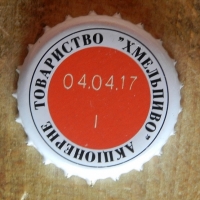 АКЦІОНЕРНЕ ТОВАРИСТВО "ХМЕЛЬПИВО"
04.04.17
I